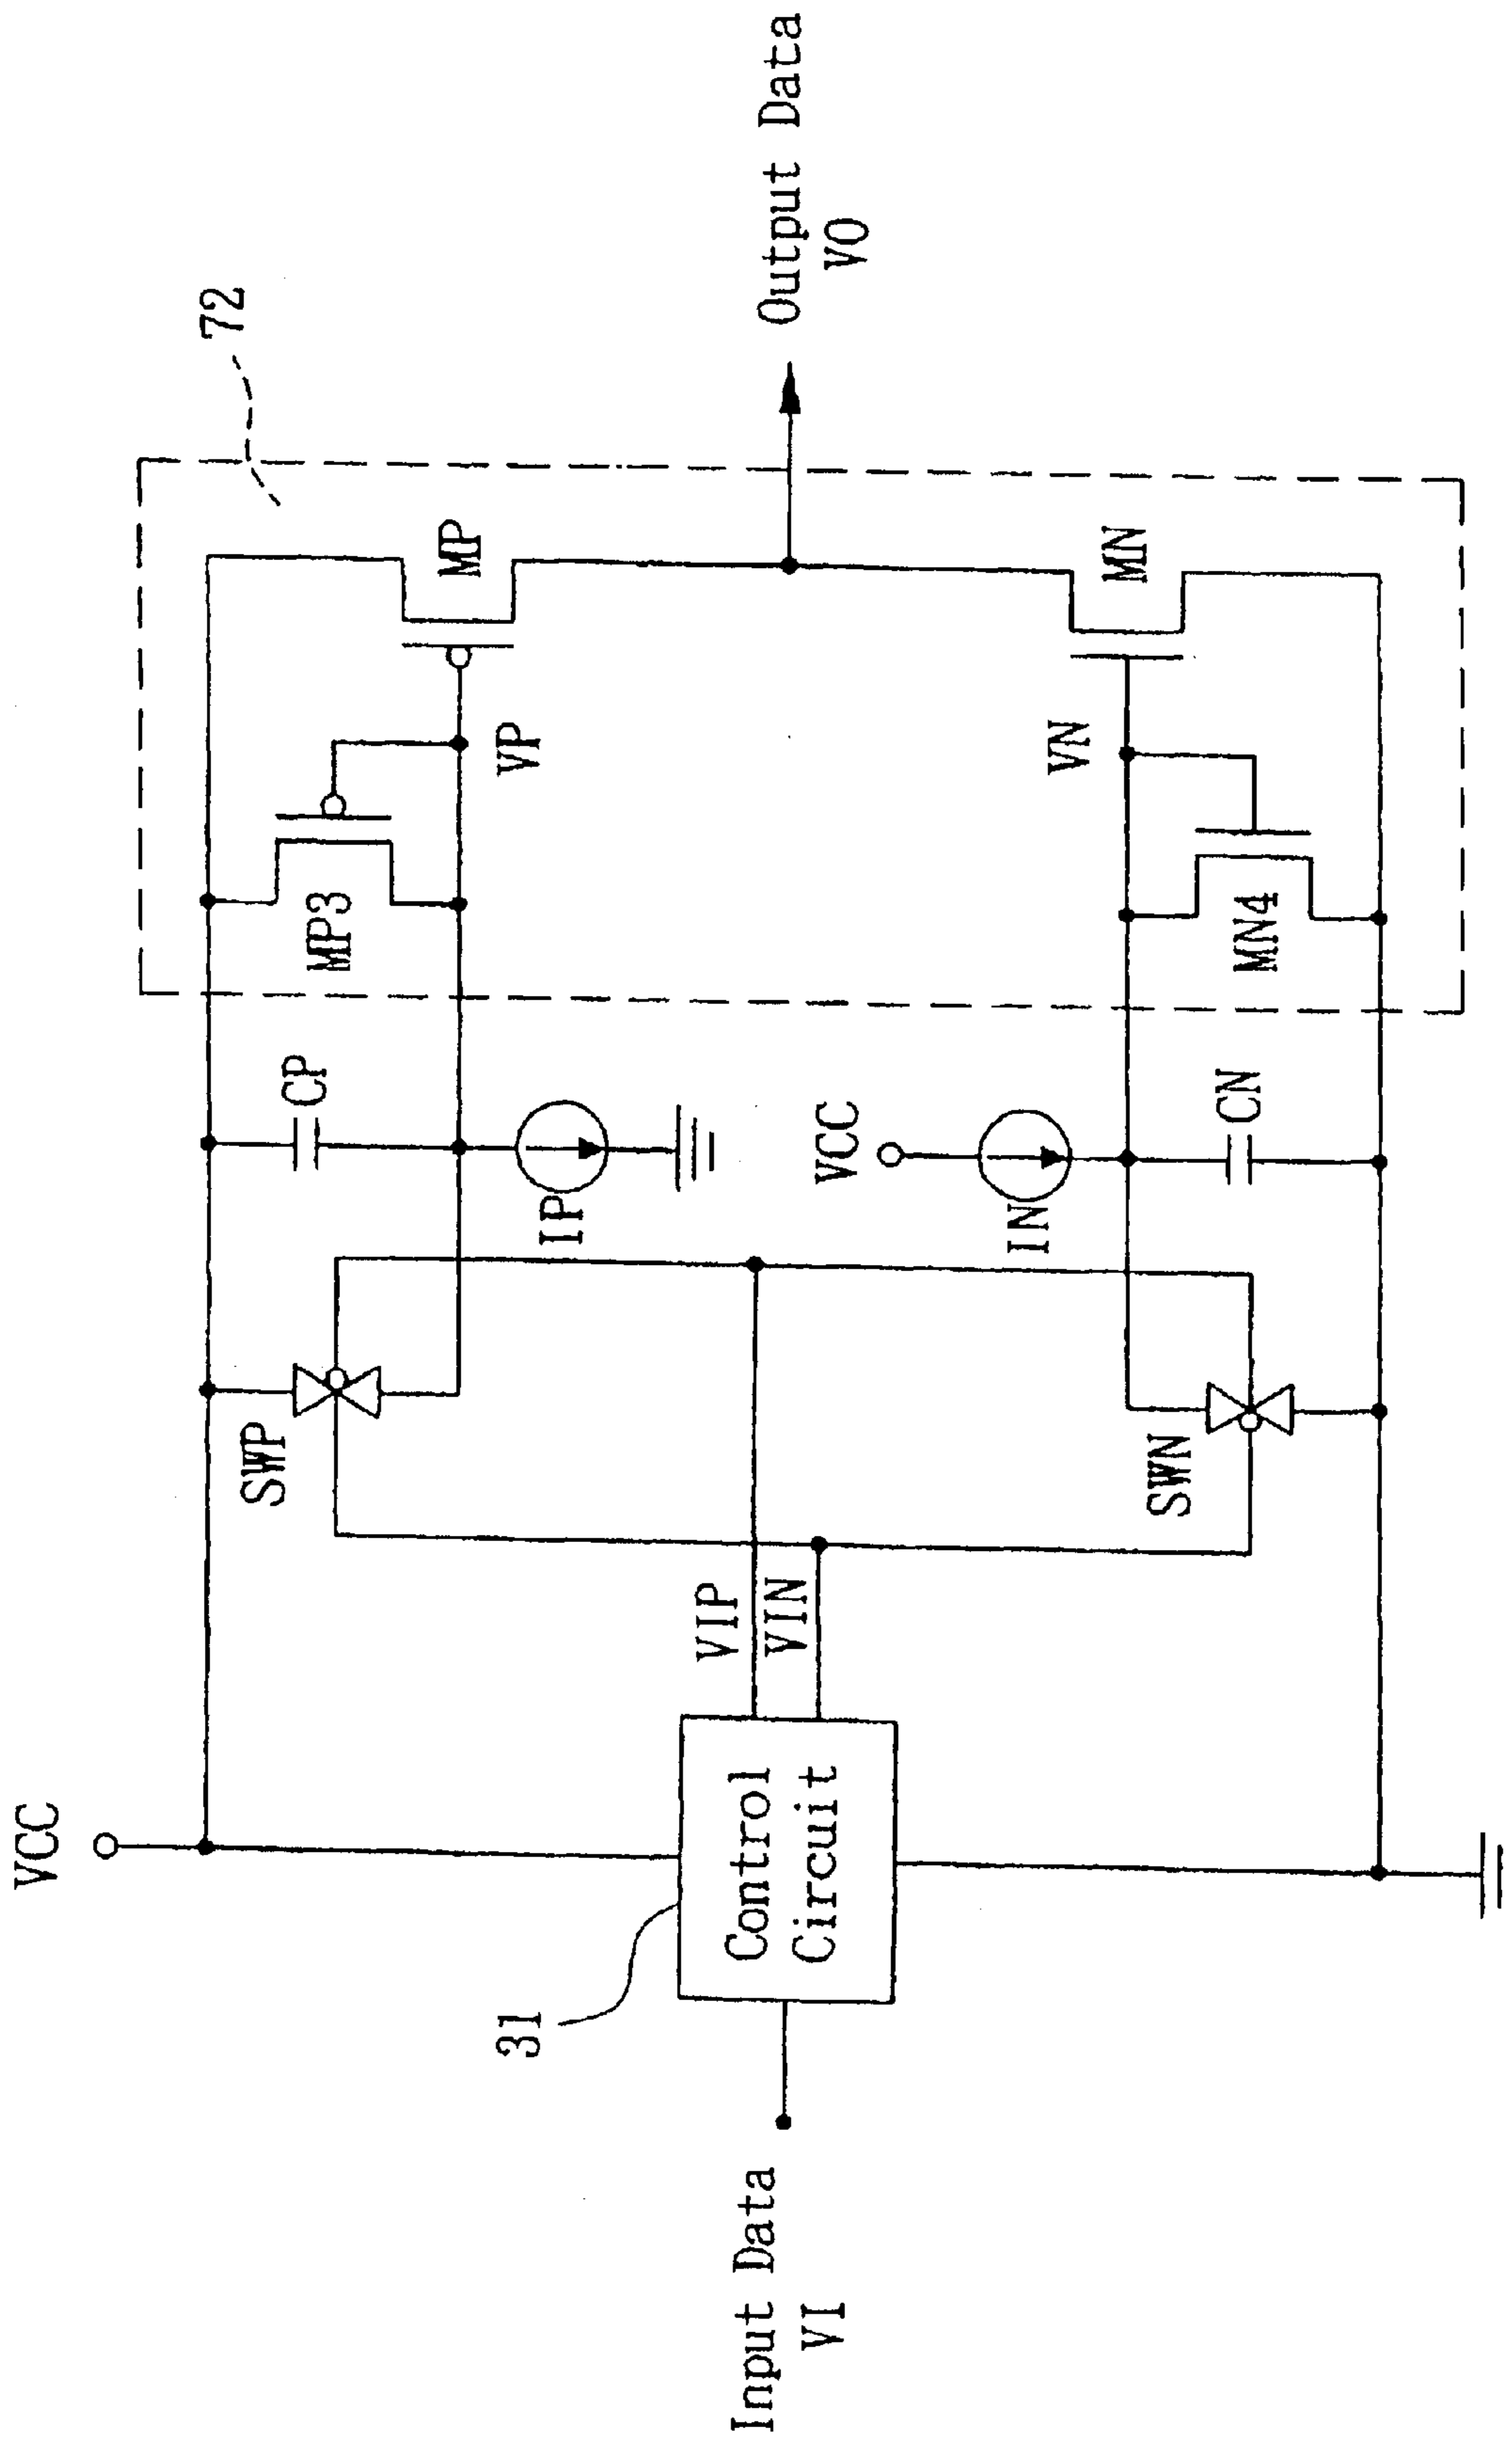 VCC
31
Input Data
VI
Control
Circuit
VIP
VIN
SWP
SWN
CP
IP
VCC
IN
CN
72
MP3
VP
MP
VN
MN4
MN
Output Data
VO